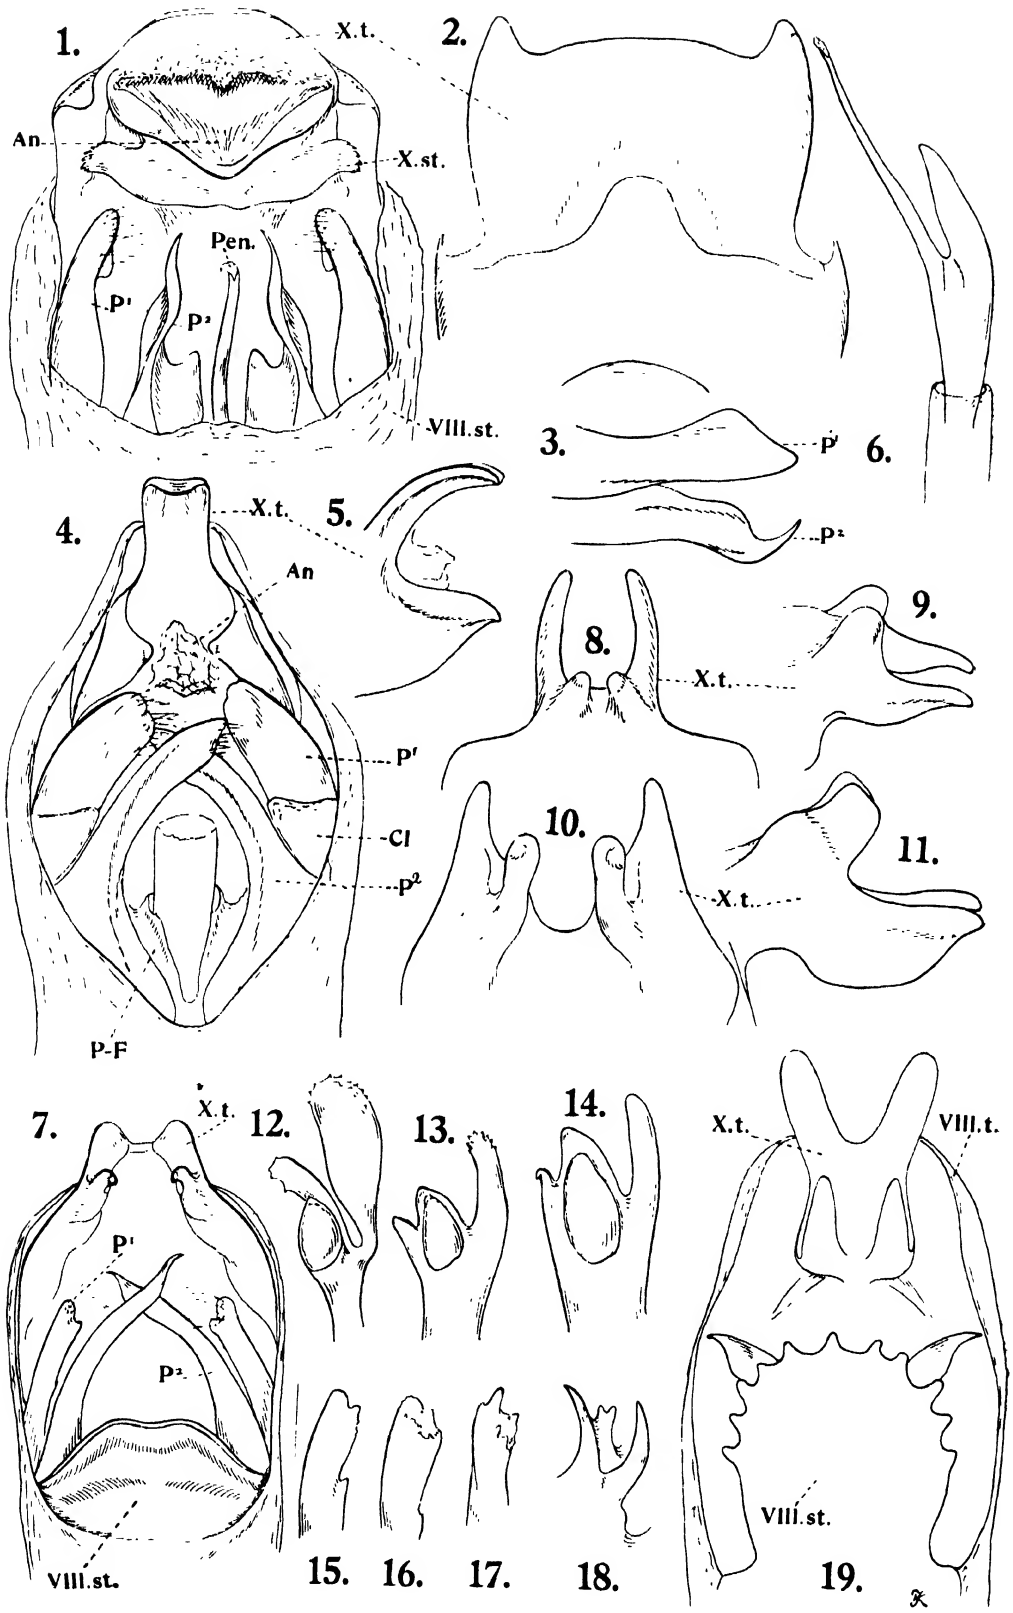 1.
X.t.
2.
An
X.st.
Pen.
P¹
P²
VIII.st.
3.
P¹
6.
P²
4.
X.t.
5.
An
P¹
Cl
P²
P-F
8.
X.t.
9.
10.
X.t.
11.
7.
X.t.
12.
13.
14.
X.t.
VIII.t.
P¹
P²
VIII.st.
VIII.st.
15.
16.
17.
18.
19.